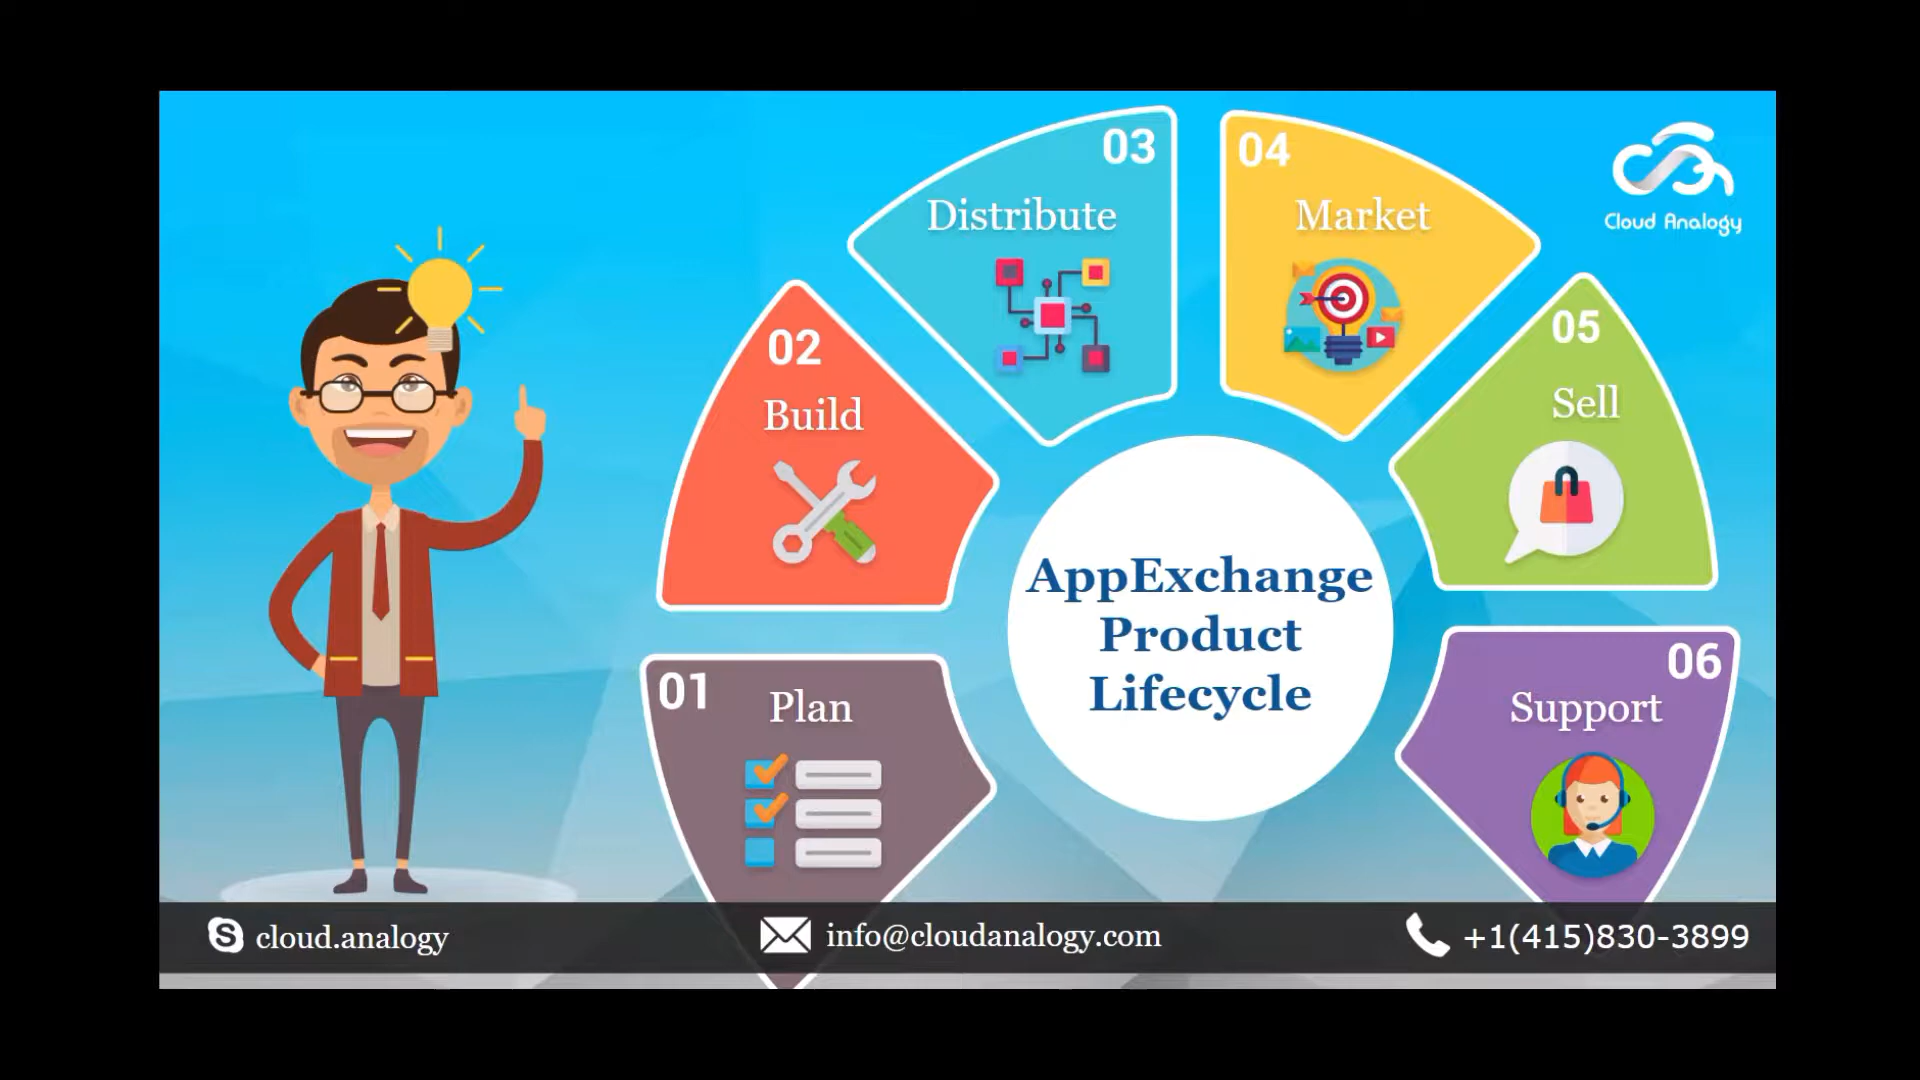 Cloud Analogy
01
Plan
02
Build
03
Distribute
04
Market
05
Sell
06
Support
AppExchange
Product
Lifecycle
cloud.analogy
info@cloudanalogy.com
+1(415)830-3899